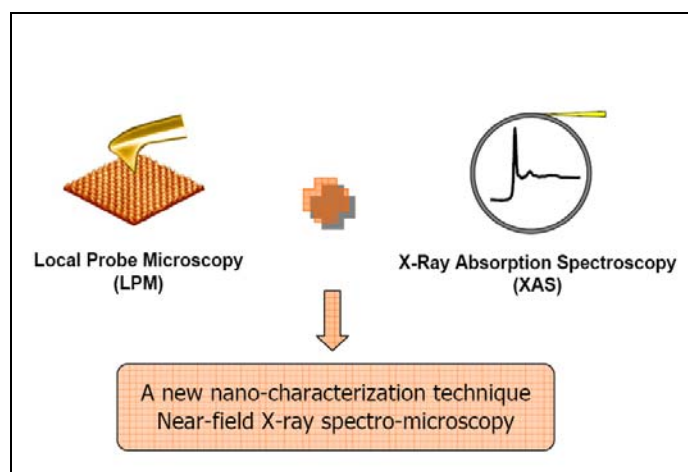 Local Probe Microscopy
(LPM)
X-Ray Absorption Spectroscopy
(XAS)
A new nano-characterization technique
Near-field X-ray spectro-microscopy